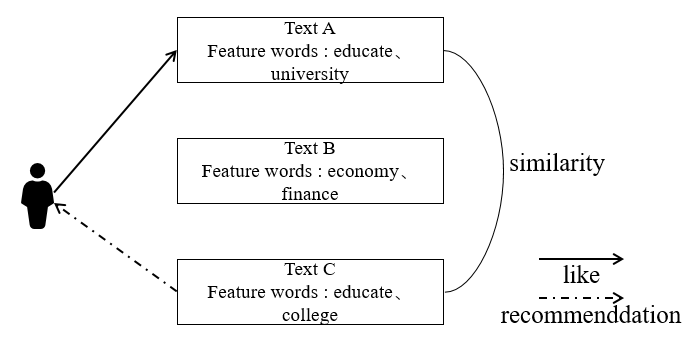 Text A
Feature words : educate、
university
Text B
Feature words : economy、
finance
similarity
Text C
Feature words : educate、
college
like
recommenddation